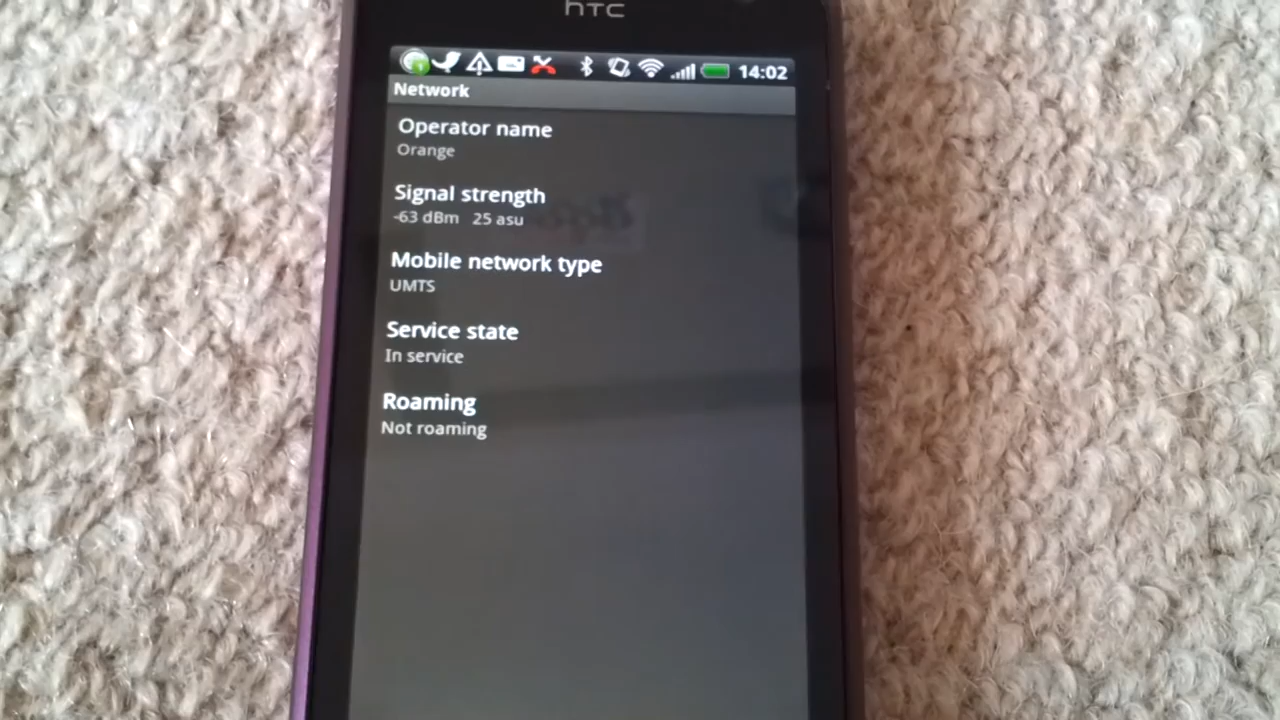 hTC
14:02
Network
Operator name
Orange
Signal strength
-63 dBm 25 asu
Mobile network type
UMTS
Service state
In service
Roaming
Not roaming